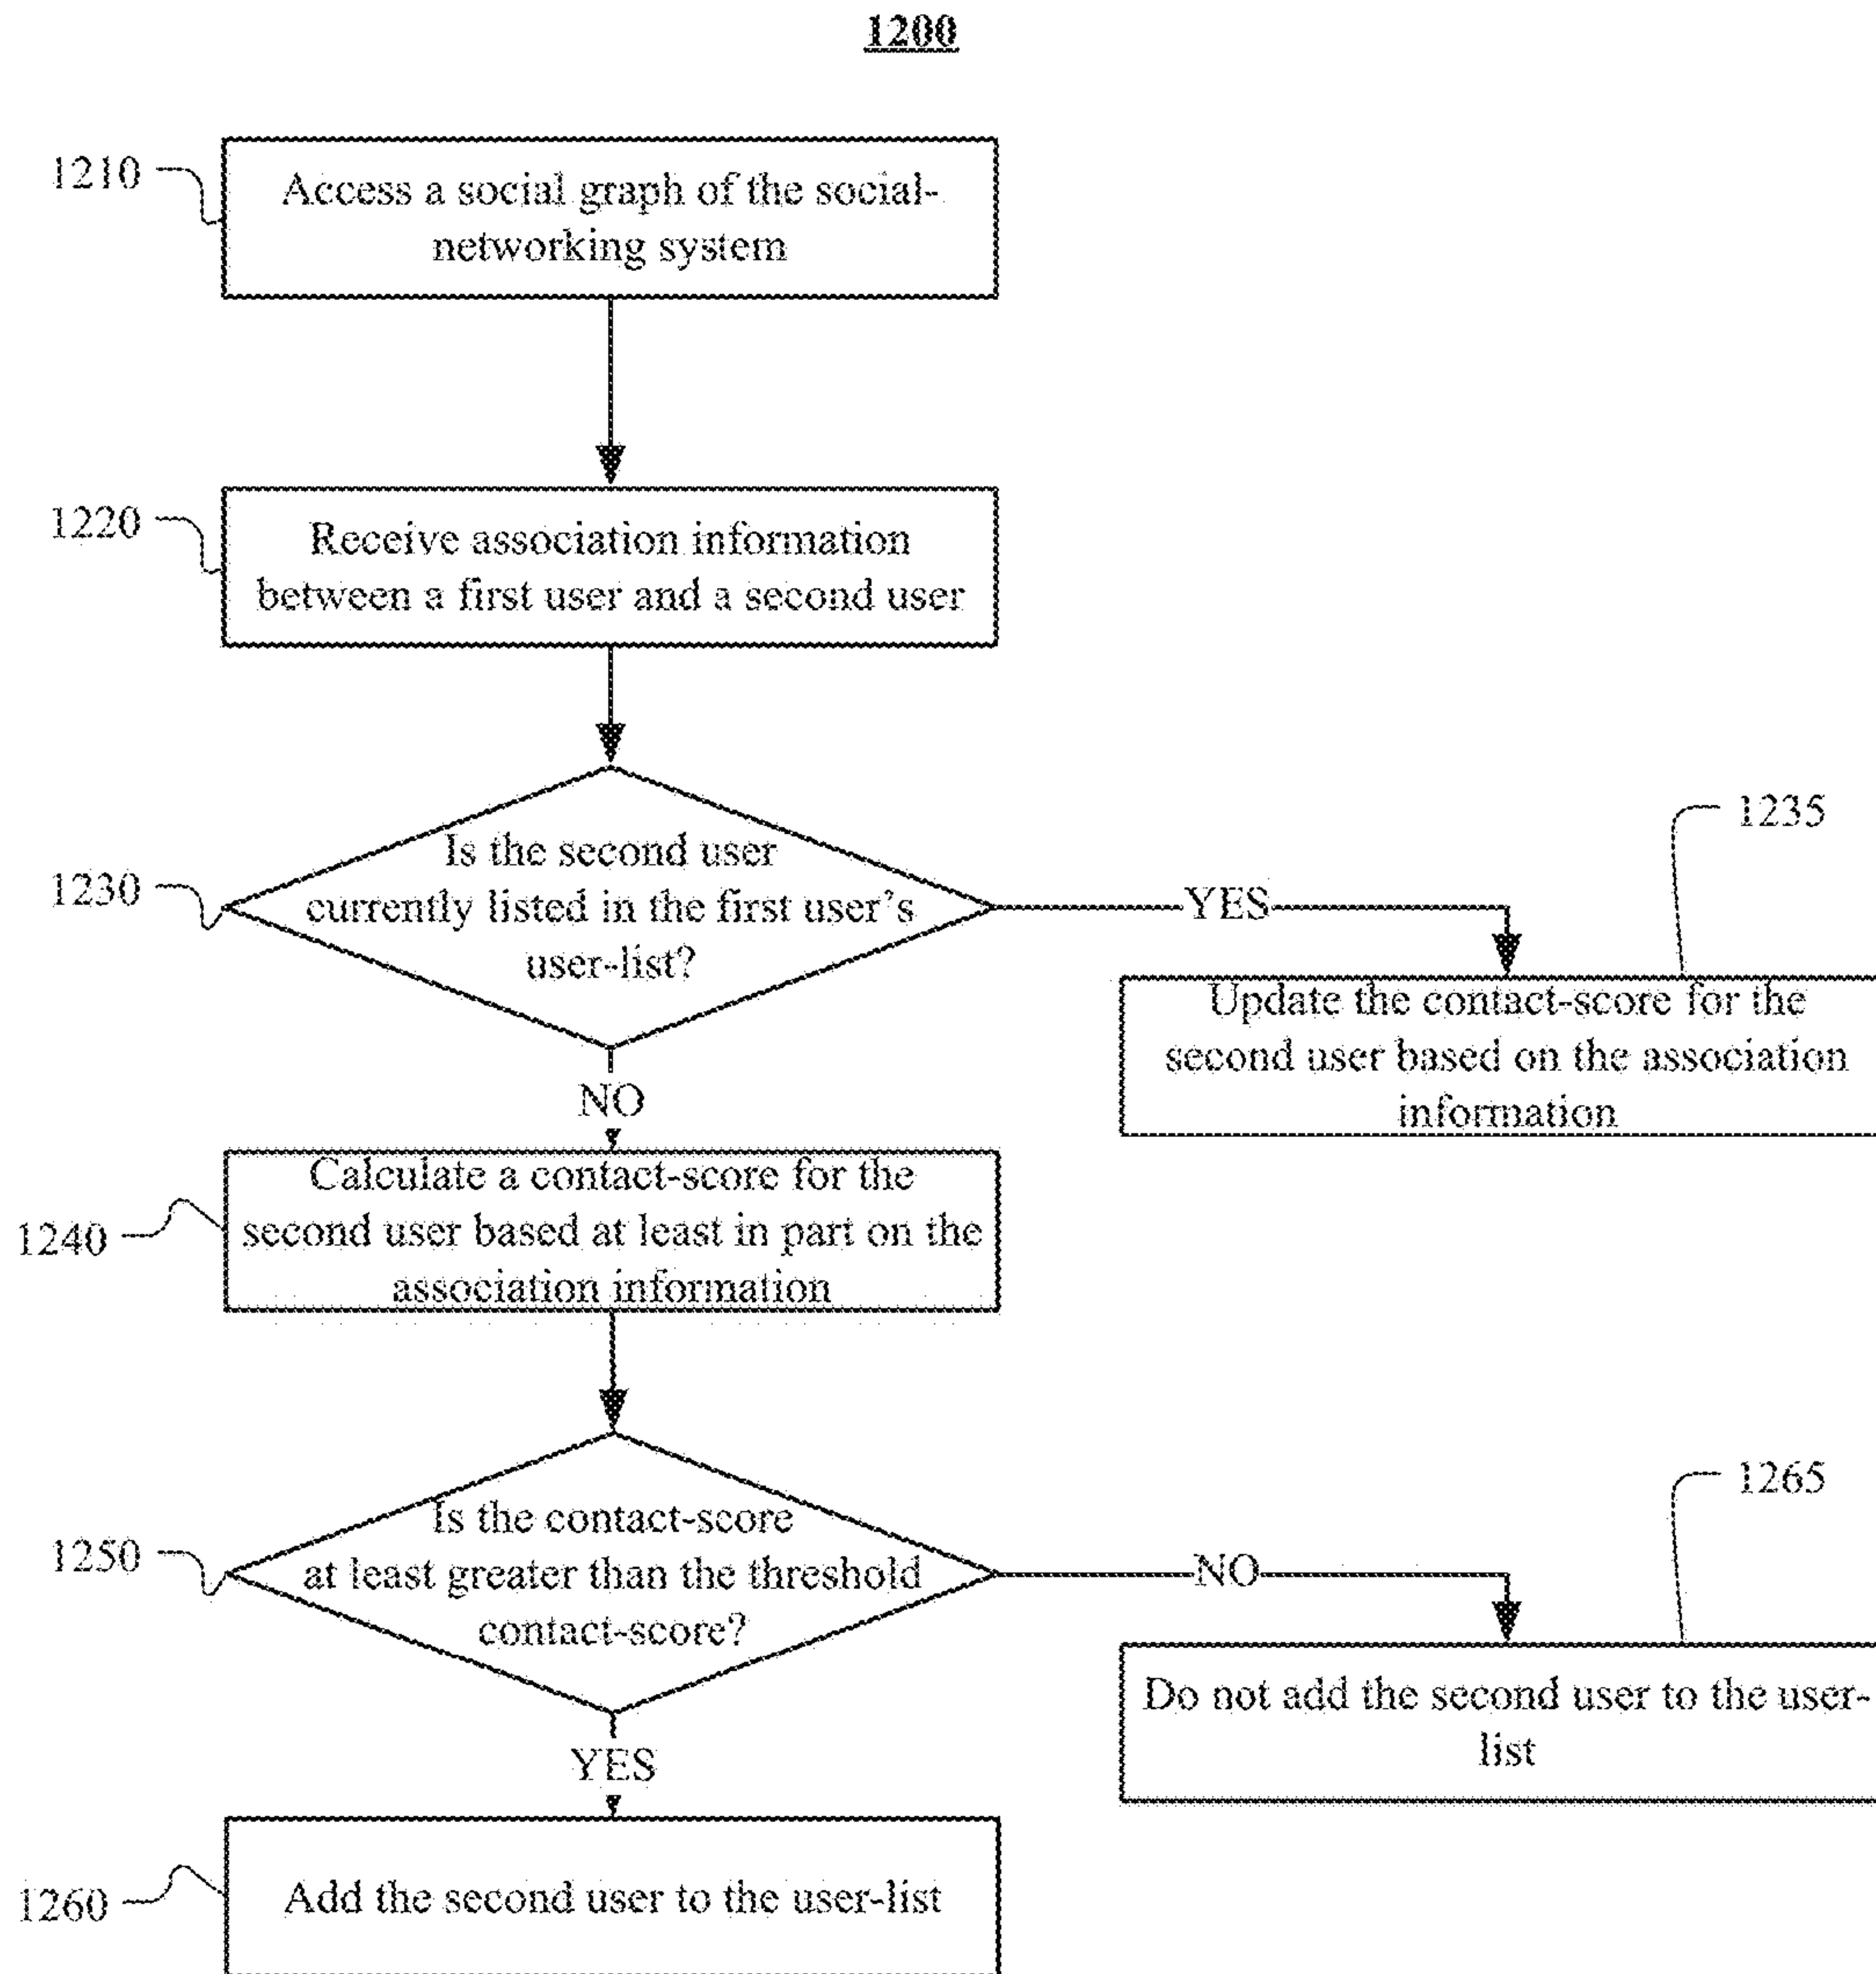 1200
1210
Access a social graph of the social-
networking system
1220
Receive association information
between a first user and a second user
1230
Is the second user
currently listed in the first user's
user-list?
YES
1235
Update the contact-score for the
second user based on the association
information
NO
1240
Calculate a contact-score for the
second user based at least in part on the
association information
1250
Is the contact-score
at least greater than the threshold
contact-score?
NO
1265
Do not add the second user to the user-
list
YES
1260
Add the second user to the user-list